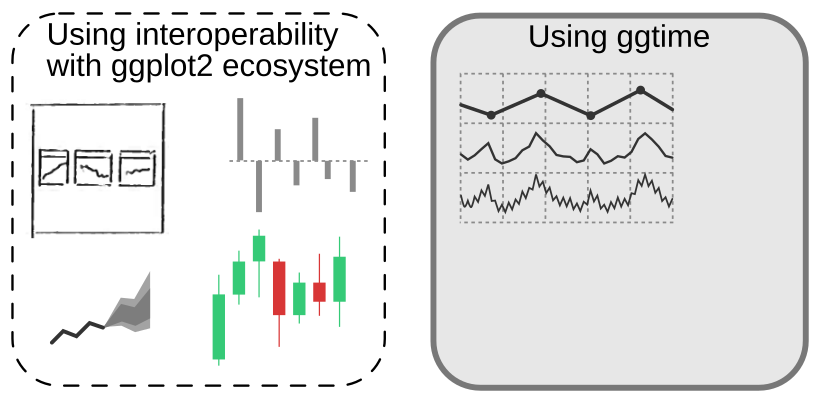 Using interoperability
with ggplot2 ecosystem
Using ggtime